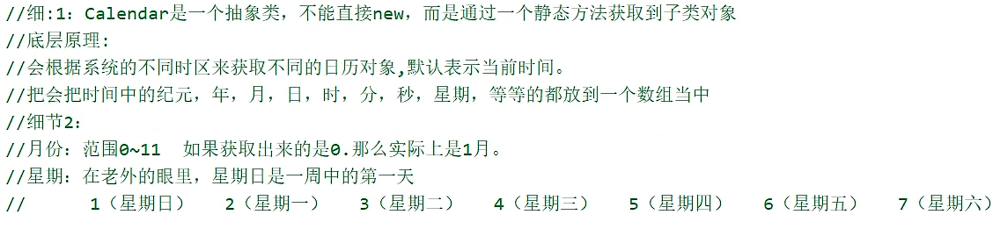 //细:1：Calendar是一个抽象类，不能直接new，而是通过一个静态方法获取到子类对象
//底层原理：
//会根据系统的不同时区来获取不同的日历对象,默认表示当前时间。
//把会把时间中的纪元，年，月，日，时，分，秒，星期，等等的都放到一个数组当中
//细节2：
//月份：范围0~11  如果获取出来的是0.那么实际上是1月。
//星期：在老外的眼里，星期日是一周中的第一天
//      1（星期日）  2（星期一）  3（星期二）  4（星期三）  5（星期四）  6（星期五）  7（星期六）